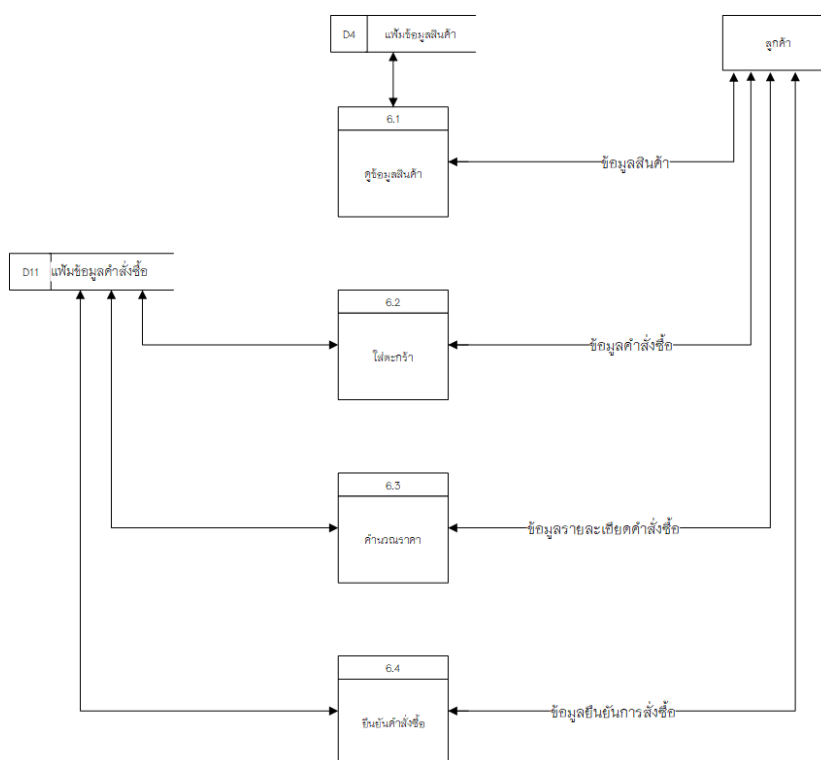 D4 แฟ้มข้อมูลสินค้า
ลูกค้า
6.1
ดูข้อมูลสินค้า
ข้อมูลสินค้า
D11 แฟ้มข้อมูลคำสั่งซื้อ
6.2
ใส่ตะกร้า
ข้อมูลคำสั่งซื้อ
6.3
คำนวณราคา
ข้อมูลรายละเอียดคำสั่งซื้อ
6.4
ยืนยันคำสั่งซื้อ
ข้อมูลยืนยันการสั่งซื้อ